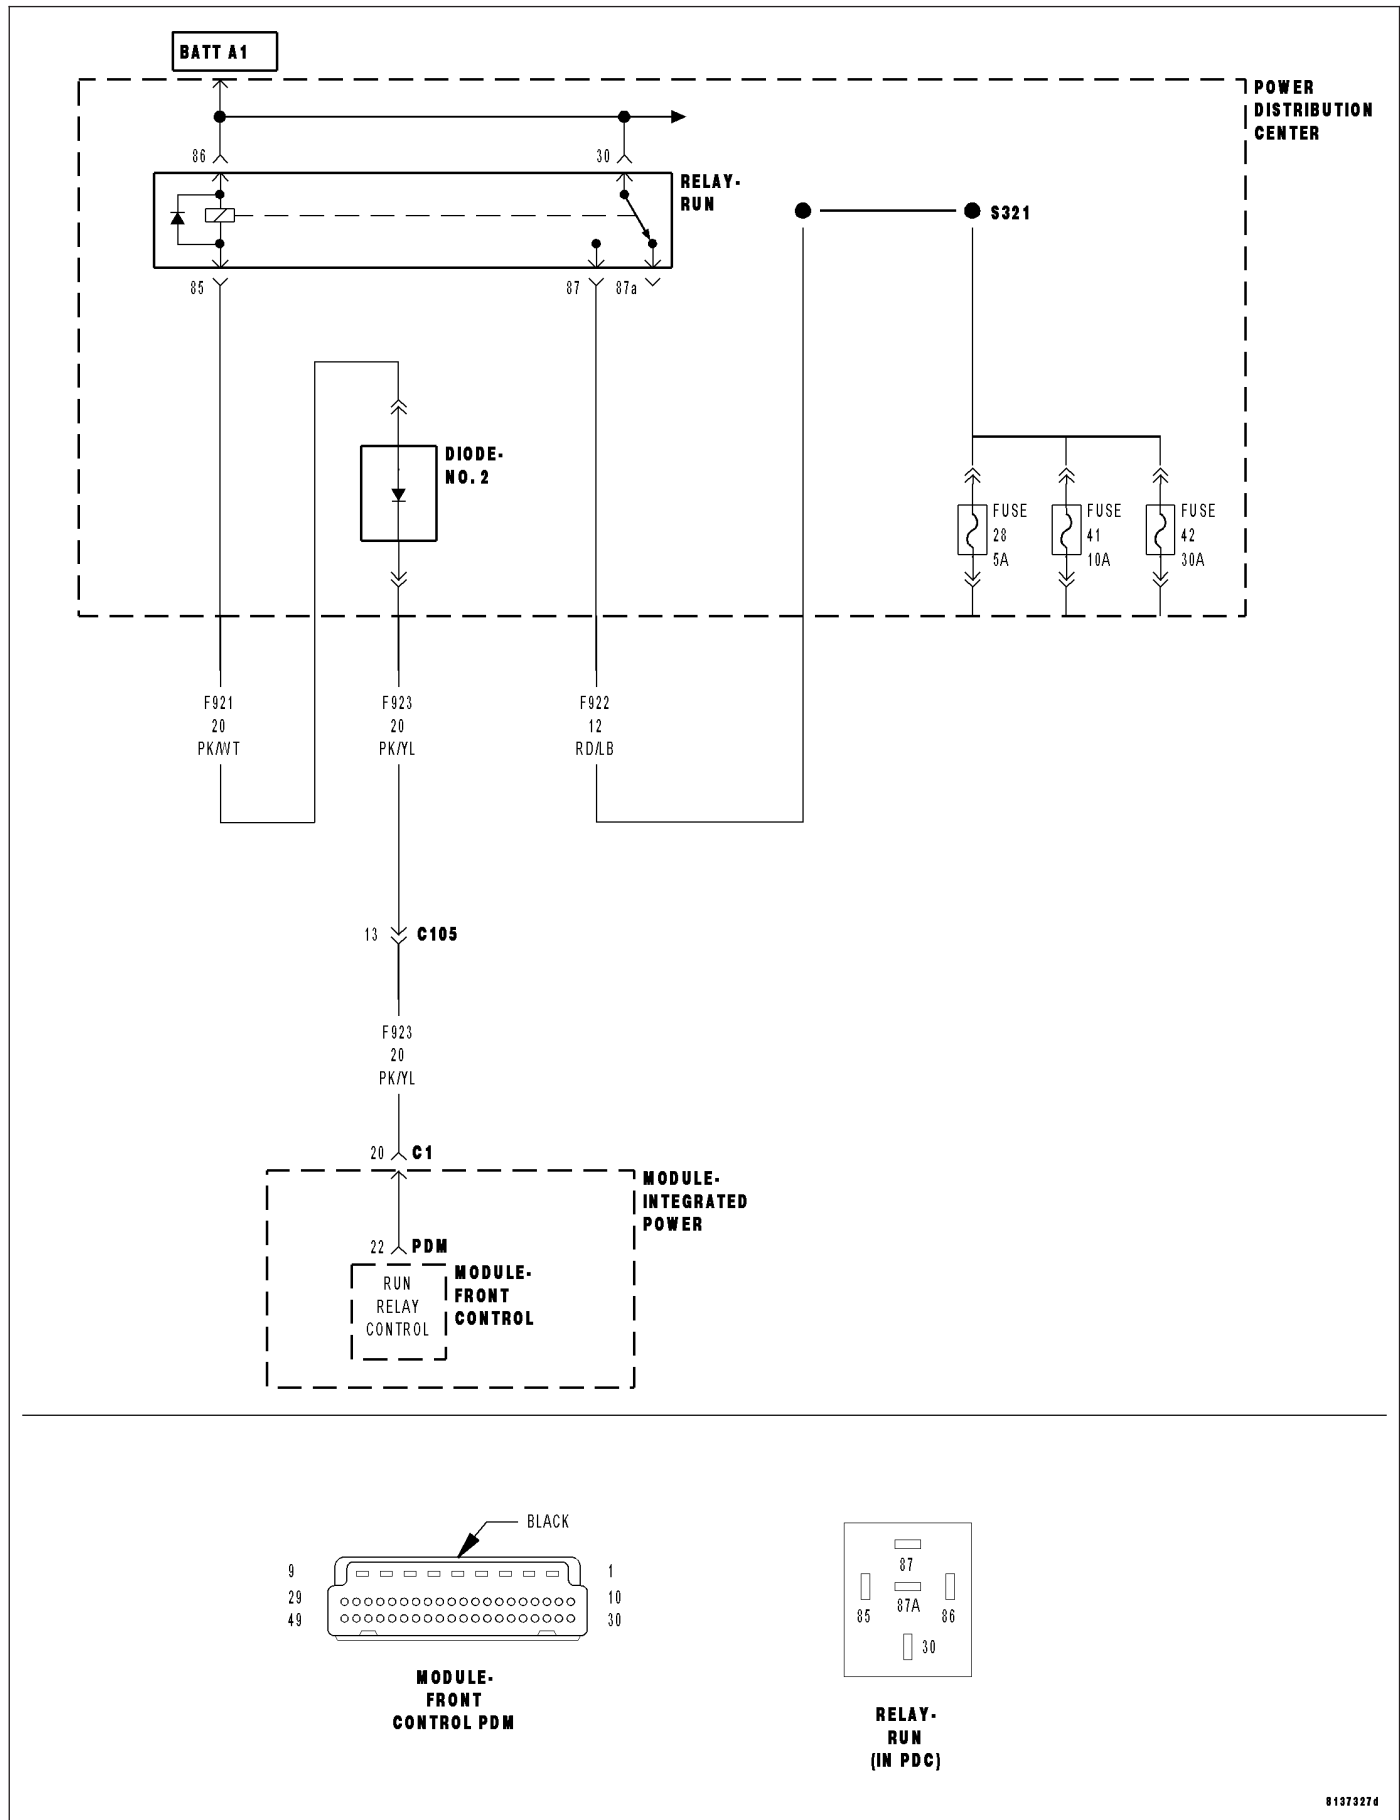 BATT A1
POWER
DISTRIBUTION
CENTER
86
30
RELAY-
RUN
S321
85
87
87a
DIODE-
NO. 2
FUSE
28
5A
FUSE
41
10A
FUSE
42
30A
F921
20
PK/WT
F923
20
PK/YL
F922
12
RD/LB
13
C105
F923
20
PK/YL
20
C1
MODULE-
INTEGRATED
POWER
22
PDM
RUN
RELAY
CONTROL
MODULE-
FRONT
CONTROL
BLACK
9
1
29
10
49
30
MODULE-
FRONT
CONTROL PDM
87
85
87A
86
30
RELAY-
RUN
(IN PDC)
8137327d